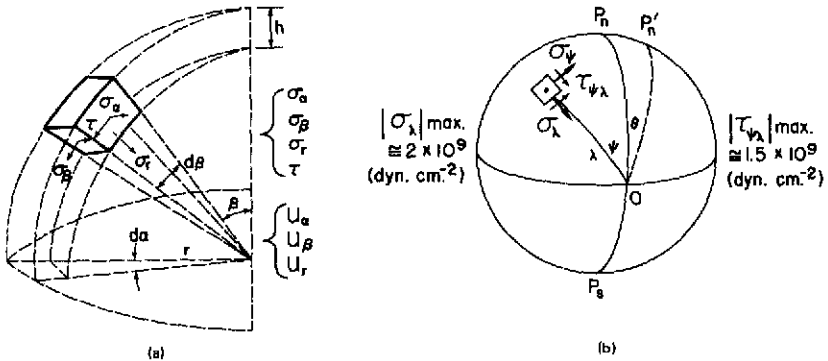 h
σα
τ
σβ
σr
dβ
β
dα
r
σα
σβ
σr
τ
uα
uβ
ur
(a)
Pn
Pn′
σψ
τψλ
σλ
θ
λ
ψ
Q
Ps
|σλ| max.
≅ 2 × 10⁹
(dyn. cm.⁻²)
|τψλ| max.
≅ 1.5 × 10⁹
(dyn. cm.⁻²)
(b)